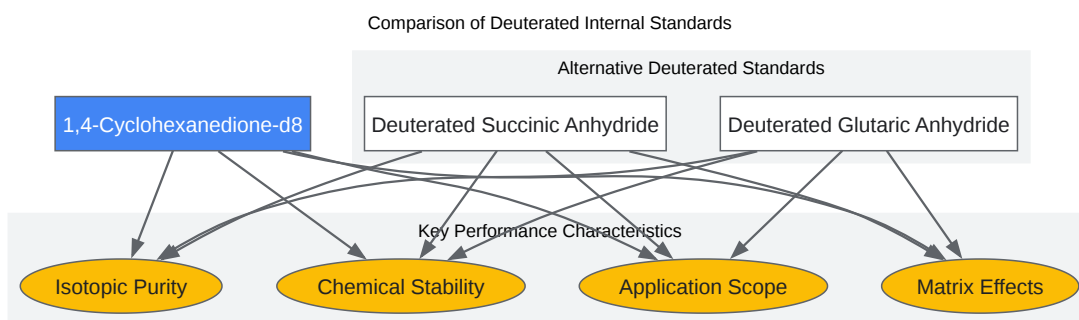 Comparison of Deuterated Internal Standards
Alternative Deuterated Standards
1,4-Cyclohexanedione-d8
Deuterated Succinic Anhydride
Deuterated Glutaric Anhydride
Key Performance Characteristics
Isotopic Purity
Chemical Stability
Application Scope
Matrix Effects